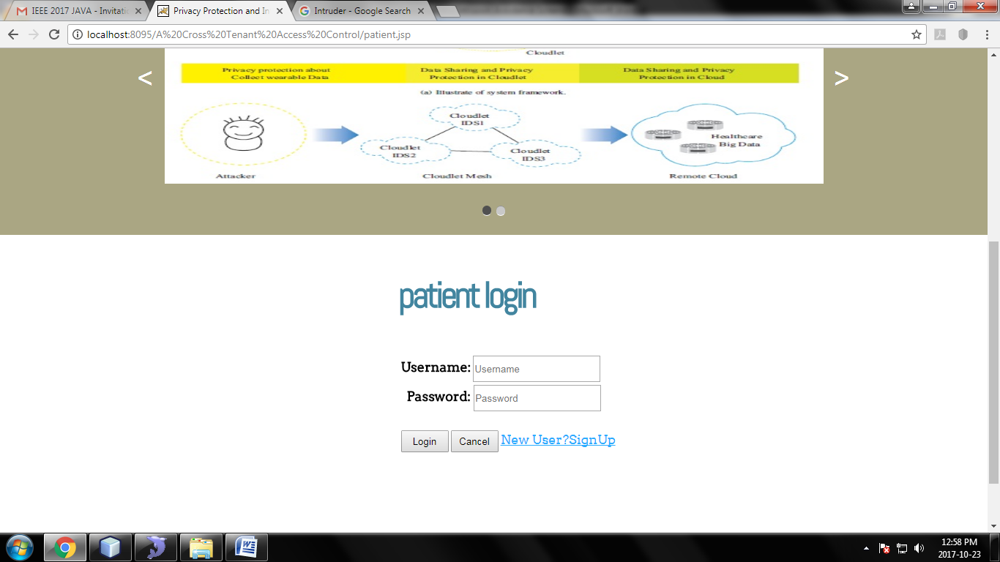 IEEE 2017 JAVA - Invitatio
Privacy Protection and In
Intruder - Google Search
localhost:8095/A%20Cross%20Tenant%20Access%20Control/patient.jsp
Cloudlet
Privacy protection about Collect wearable Data
Data Sharing and Privacy Protection in Cloudlet
Data Sharing and Privacy Protection in Cloud
(a) Illustrate of system framework.
<
>
Cloudlet
IDS1
Cloudlet
IDS2
Cloudlet
IDS3
Healthcare
Big Data
Attacker
Cloudlet Mesh
Remote Cloud
patient login
Username: Username
Password: Password
Login Cancel New User?SignUp
12:58 PM
2017-10-23